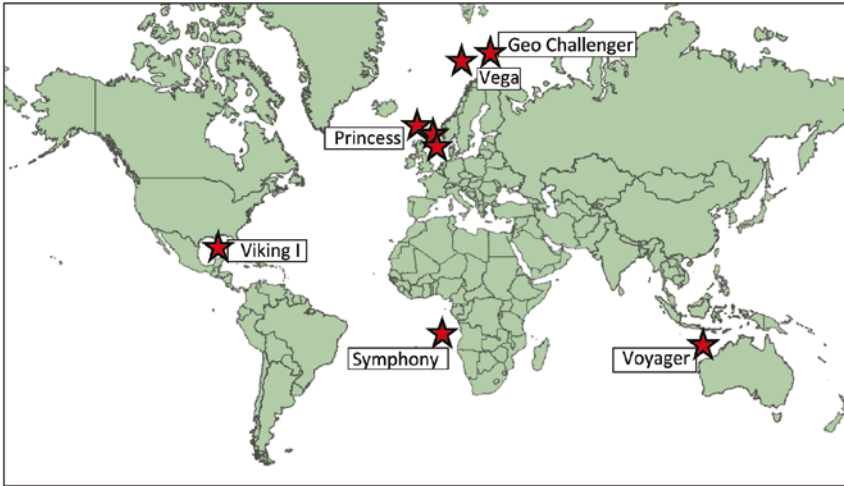 Geo Challenger
Vega
Princess
Viking I
Symphony
Voyager